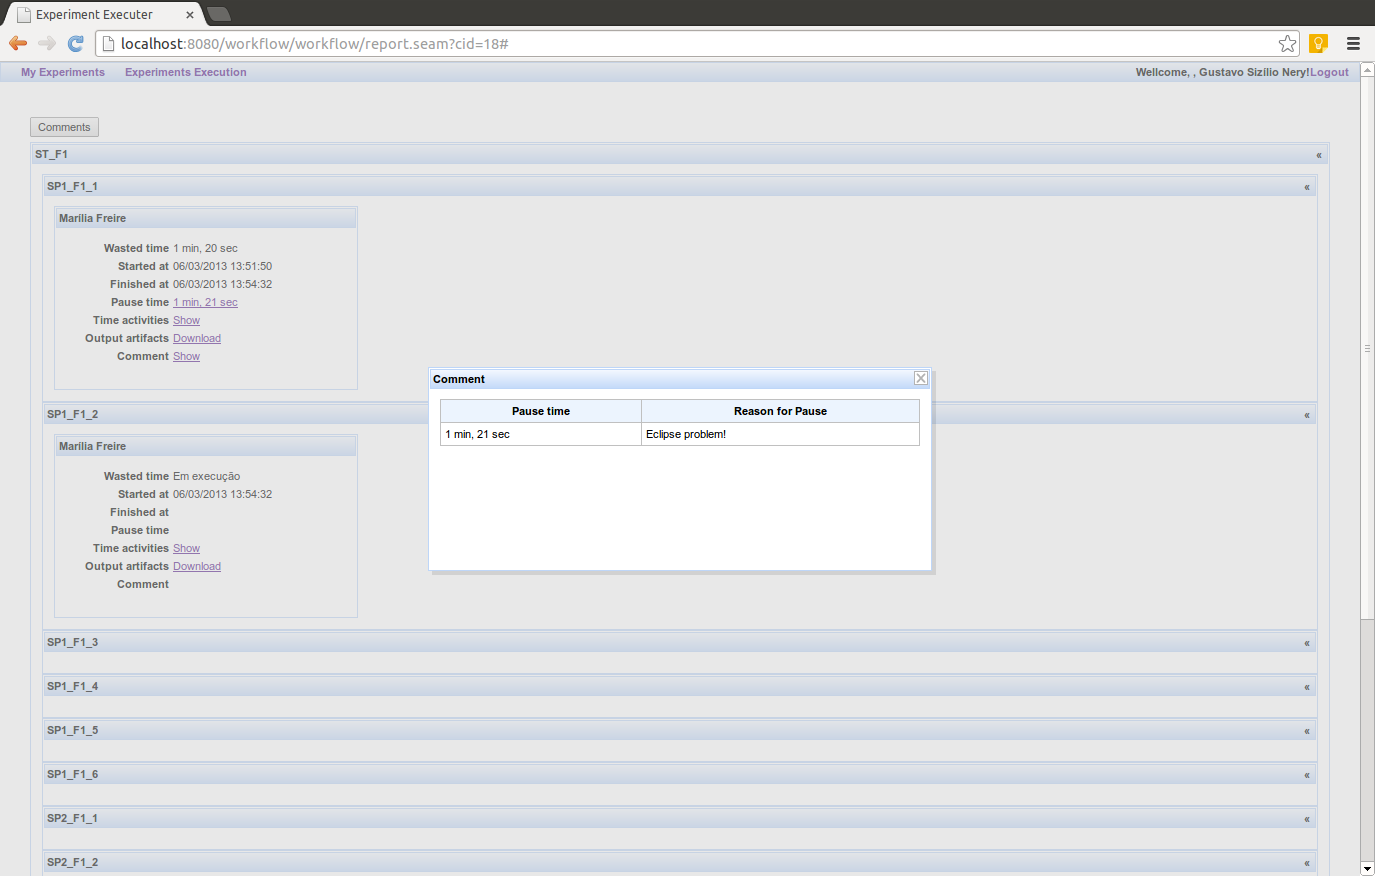 Experiment Executer
localhost:8080/workflow/workflow/report.seam?cid=18#
My Experiments Experiments Execution Wellcome, , Gustavo Sizílio Nery!Logout
Comments
ST_F1 «
SP1_F1_1 «
Marília Freire
Wasted time 1 min, 20 sec
Started at 06/03/2013 13:51:50
Finished at 06/03/2013 13:54:32
Pause time 1 min, 21 sec
Time activities Show
Output artifacts Download
Comment Show
Comment
Pause time Reason for Pause
1 min, 21 sec Eclipse problem!
SP1_F1_2 «
Marília Freire
Wasted time Em execução
Started at 06/03/2013 13:54:32
Finished at
Pause time
Time activities Show
Output artifacts Download
Comment
SP1_F1_3 «
SP1_F1_4 «
SP1_F1_5 «
SP1_F1_6 «
SP2_F1_1 «
SP2_F1_2 «